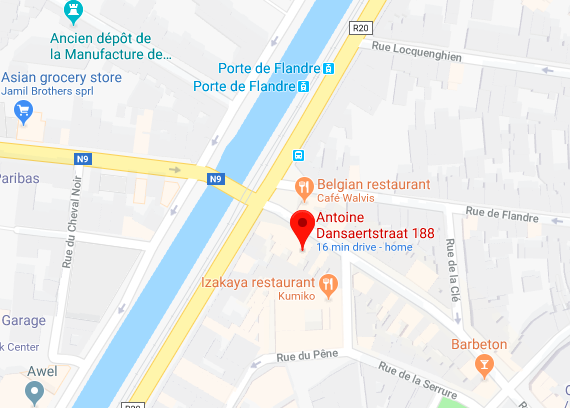 R20
Ancien dépôt de
la Manufacture de…
Rue Locquenghien
Porte de Flandre
Porte de Flandre
Asian grocery store
Jamil Brothers sprl
N9
N9
Paribas
Belgian restaurant
Café Walvis
Rue du Cheval Noir
Antoine
Dansaertstraat 188
16 min drive - home
Rue de Flandre
Rue de la Clé
Izakaya restaurant
Kumiko
Garage
k Center
Barbeton
Rue du Pêne
Rue de la Serrure
Awel
R20